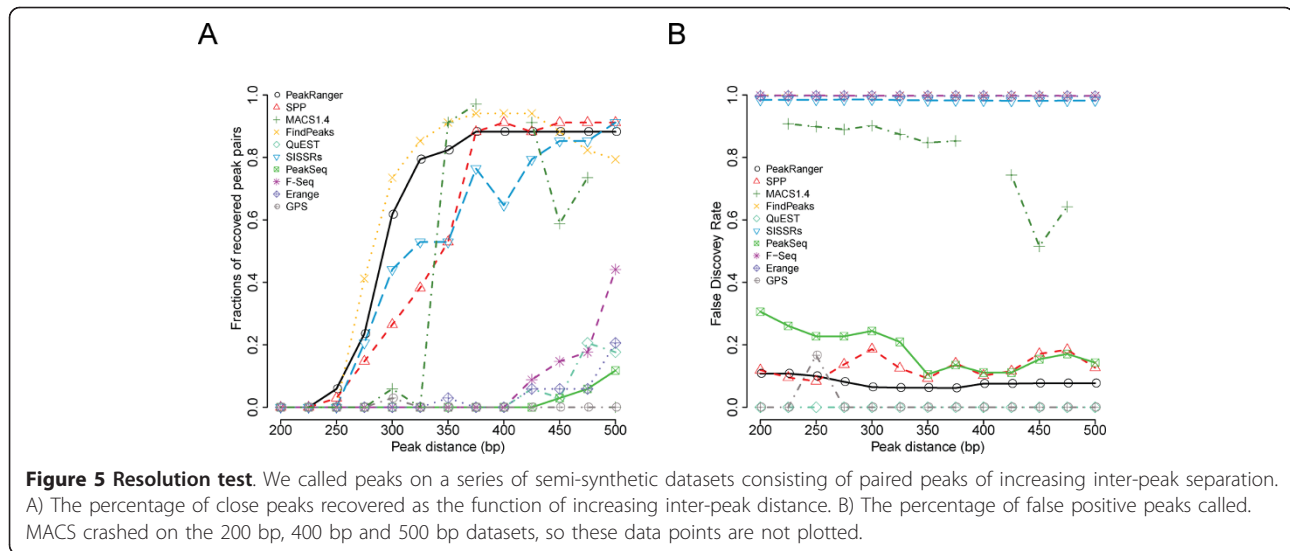 A
B
Fractions of recovered peak pairs
1.0
0.8
0.6
0.4
0.2
0.0
PeakRanger
SPP
MACS1.4
FindPeaks
QuEST
SISSRs
PeakSeq
F-Seq
Erange
GPS
200 250 300 350 400 450 500
Peak distance (bp)
False Discovey Rate
1.0
0.8
0.6
0.4
0.2
0.0
PeakRanger
SPP
MACS1.4
FindPeaks
QuEST
SISSRs
PeakSeq
F-Seq
Erange
GPS
200 250 300 350 400 450 500
Peak distance (bp)
Figure 5 Resolution test. We called peaks on a series of semi-synthetic datasets consisting of paired peaks of increasing inter-peak separation.
A) The percentage of close peaks recovered as the function of increasing inter-peak distance. B) The percentage of false positive peaks called.
MACS crashed on the 200 bp, 400 bp and 500 bp datasets, so these data points are not plotted.